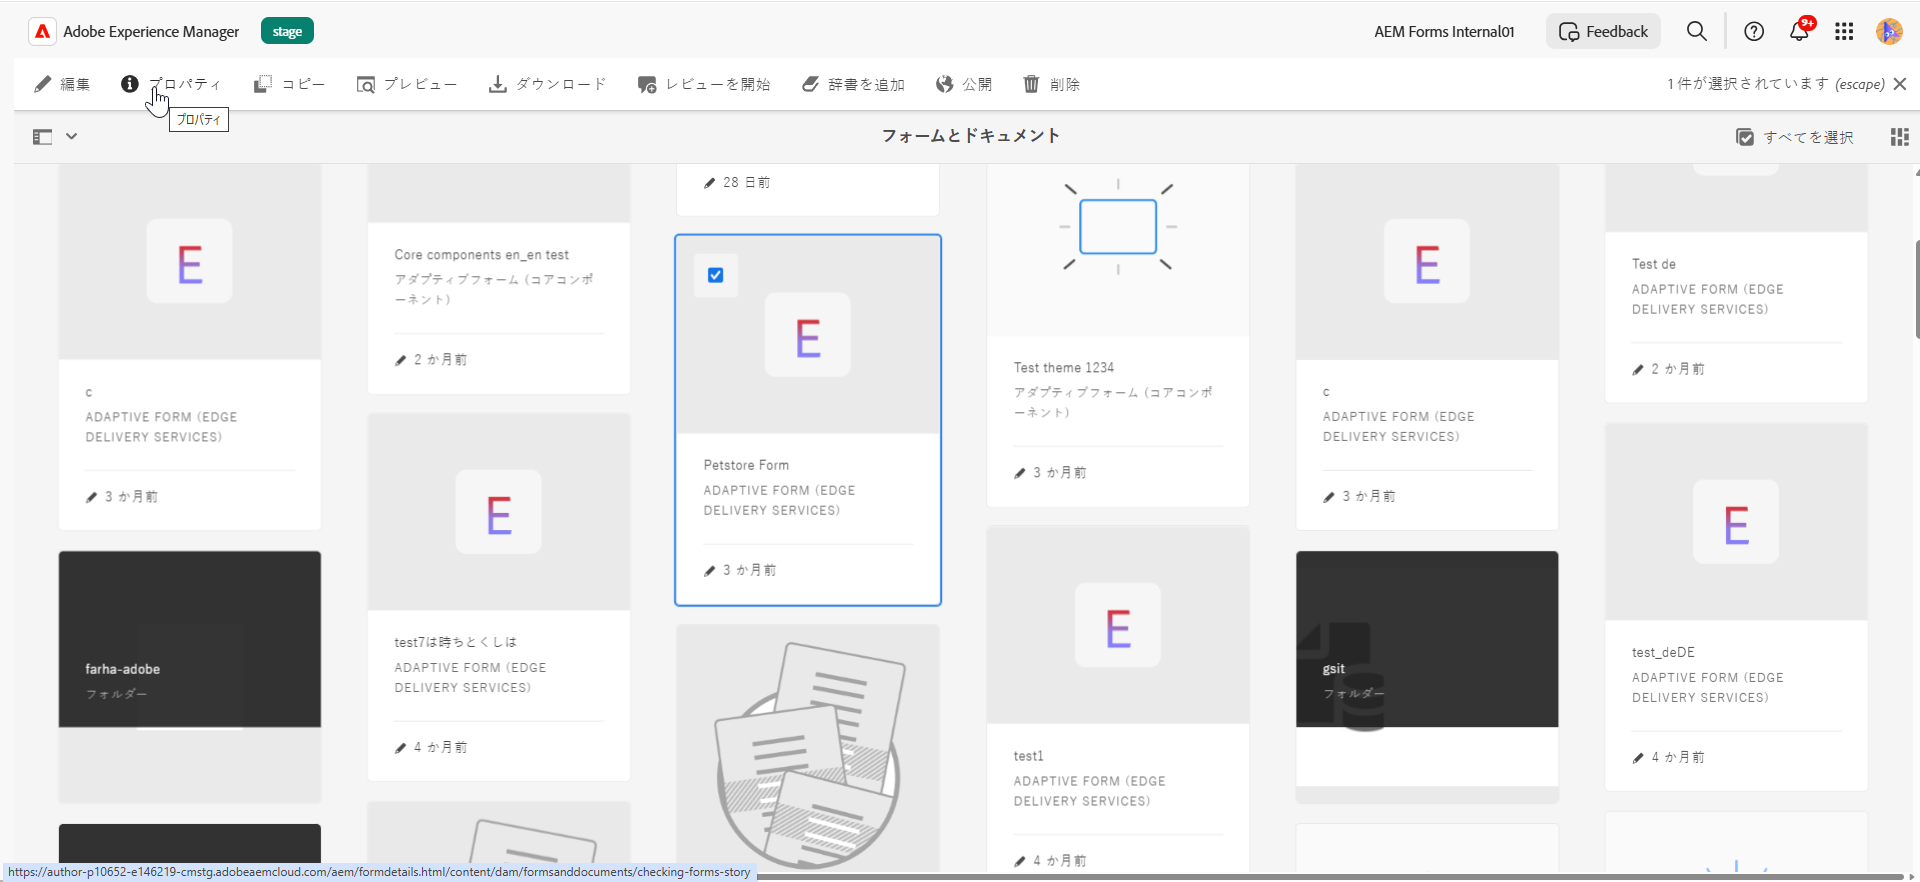 Adobe Experience Manager
stage
AEM Forms Internal01
Feedback
9+
編集
プロパティ
コピー
プレビュー
ダウンロード
レビューを開始
辞書を追加
公開
削除
1 件が選択されています (escape)
プロパティ
フォームとドキュメント
すべてを選択
E
c
ADAPTIVE FORM (EDGE
DELIVERY SERVICES)
3 か月前
farha-adobe
フォルダー
Core components en_en test
アダプティブフォーム (コアコンポ
ーネント)
2 か月前
E
test7は時ちとくしは
ADAPTIVE FORM (EDGE
DELIVERY SERVICES)
4 か月前
28 日前
E
Petstore Form
ADAPTIVE FORM (EDGE
DELIVERY SERVICES)
3 か月前
Test theme 1234
アダプティブフォーム (コアコンポ
ーネント)
3 か月前
E
test1
ADAPTIVE FORM (EDGE
DELIVERY SERVICES)
4 か月前
E
c
ADAPTIVE FORM (EDGE
DELIVERY SERVICES)
3 か月前
gsit
フォルダー
Test de
ADAPTIVE FORM (EDGE
DELIVERY SERVICES)
2 か月前
E
test_deDE
ADAPTIVE FORM (EDGE
DELIVERY SERVICES)
4 か月前
https://author-p10652-e146219-cmstg.adobeaemcloud.com/aem/formdetails.html/content/dam/formsanddocuments/checking-forms-story